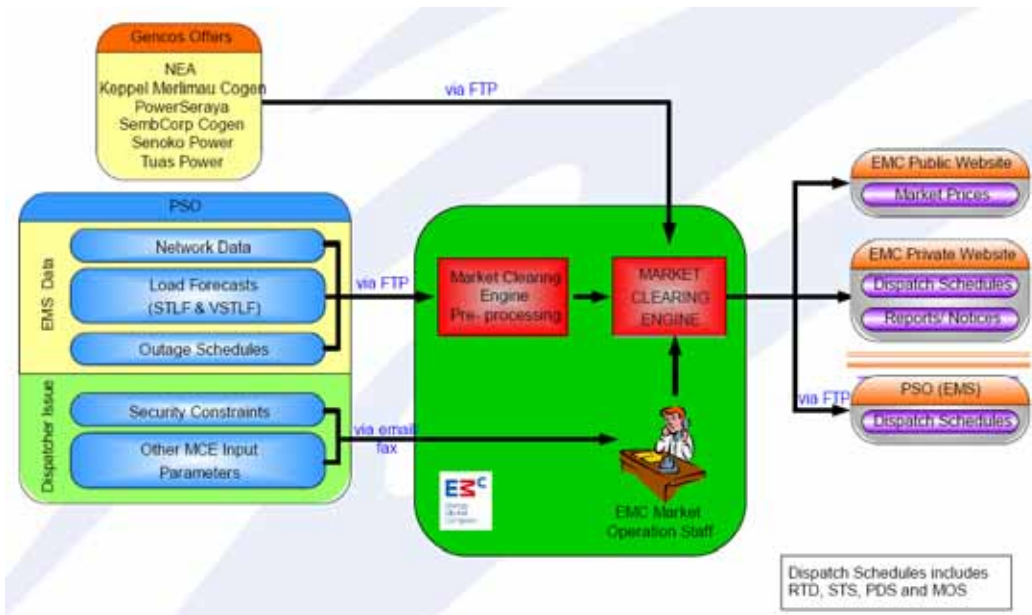 Gencos Offers
NEA
Keppel Merlimau Cogen
PowerSeraya
SembCorp Cogen
Senoko Power
Tuas Power
via FTP
PSO
EMS Data
Network Data
Load Forecasts
(STLF & VSTLF)
Outage Schedules
via FTP
Dispatcher Issue
Security Constraints
Other MCE Input
Parameters
via email
fax
Market Clearing
Engine
Pre- processing
MARKET
CLEARING
ENGINE
EMC
Energy
Market
Company
EMC Market
Operation Staff
EMC Public Website
Market Prices
EMC Private Website
Dispatch Schedules
Reports/ Notices
via FTP
PSO (EMS)
Dispatch Schedules
Dispatch Schedules includes
RTD, STS, PDS and MOS